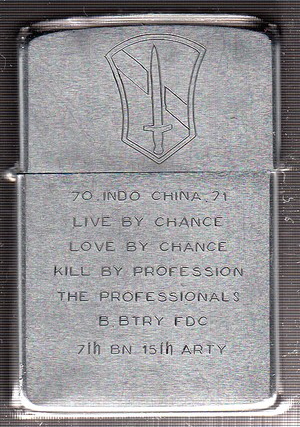 70. INDO CHINA. 71
LIVE BY CHANCE
LOVE BY CHANCE
KILL BY PROFESSION
THE PROFESSIONALS
B. BTRY FDC
7th BN 15th ARTY